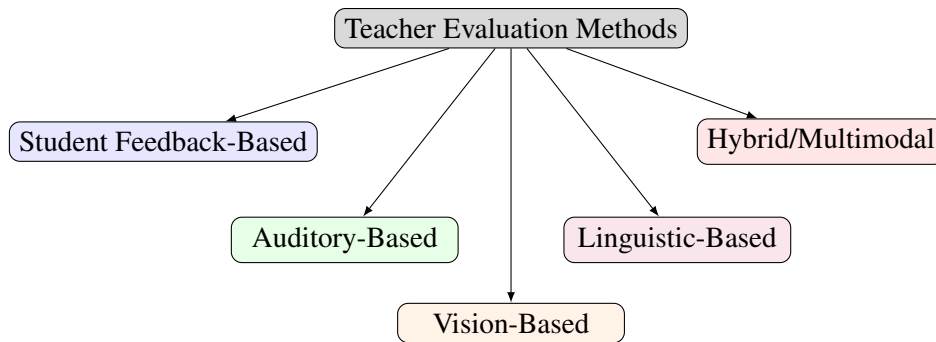 Teacher Evaluation Methods
Student Feedback-Based
Hybrid/Multimodal
Auditory-Based
Linguistic-Based
Vision-Based